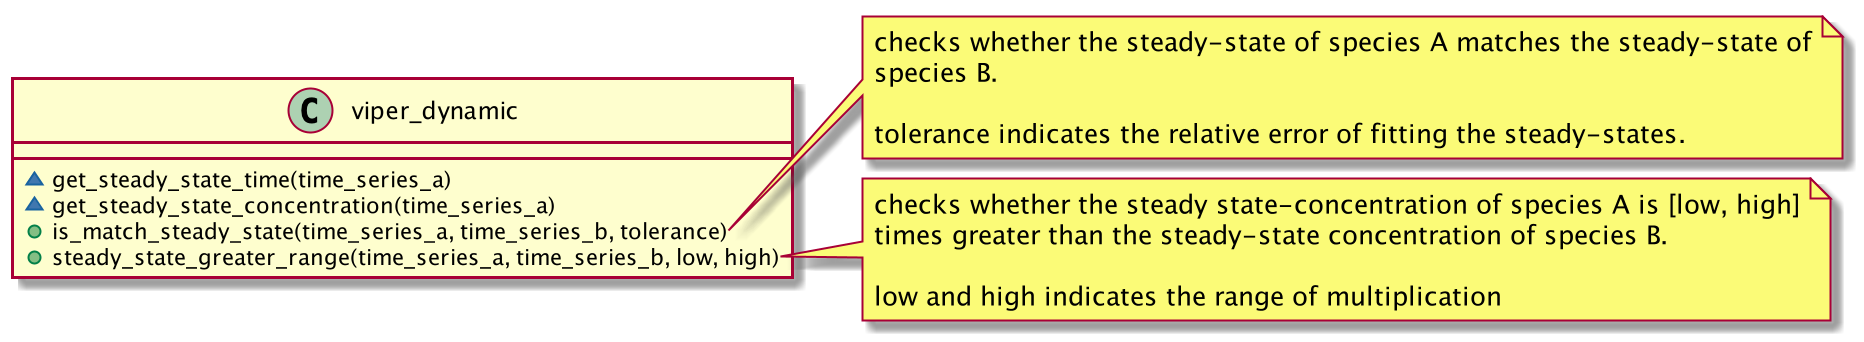 C viper_dynamic
get_steady_state_time(time_series_a)
get_steady_state_concentration(time_series_a)
is_match_steady_state(time_series_a, time_series_b, tolerance)
steady_state_greater_range(time_series_a, time_series_b, low, high)
checks whether the steady-state of species A matches the steady-state of
species B.
tolerance indicates the relative error of fitting the steady-states.
checks whether the steady state-concentration of species A is [low, high]
times greater than the steady-state concentration of species B.
low and high indicates the range of multiplication